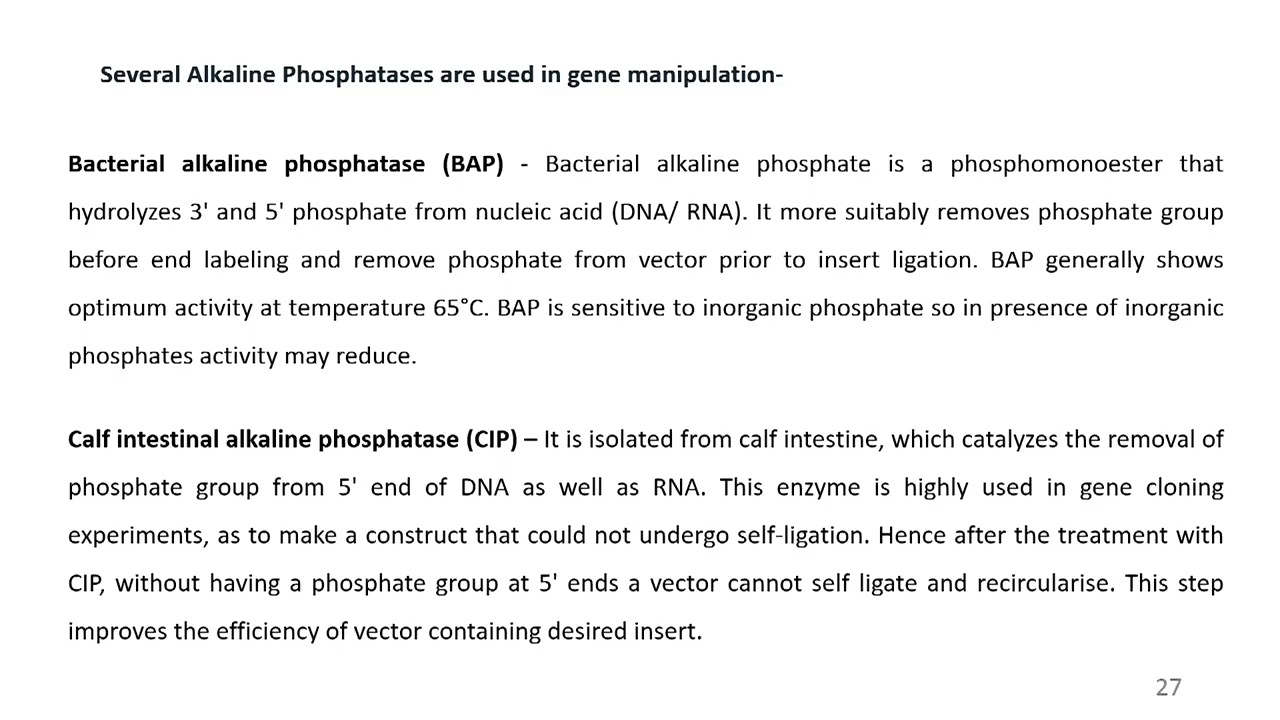 Several Alkaline Phosphatases are used in gene manipulation-
Bacterial alkaline phosphatase (BAP) - Bacterial alkaline phosphate is a phosphomonoester that
hydrolyzes 3' and 5' phosphate from nucleic acid (DNA/ RNA). It more suitably removes phosphate group
before end labeling and remove phosphate from vector prior to insert ligation. BAP generally shows
optimum activity at temperature 65°C. BAP is sensitive to inorganic phosphate so in presence of inorganic
phosphates activity may reduce.
Calf intestinal alkaline phosphatase (CIP) – It is isolated from calf intestine, which catalyzes the removal of
phosphate group from 5' end of DNA as well as RNA. This enzyme is highly used in gene cloning
experiments, as to make a construct that could not undergo self-ligation. Hence after the treatment with
CIP, without having a phosphate group at 5' ends a vector cannot self ligate and recircularise. This step
improves the efficiency of vector containing desired insert.
27